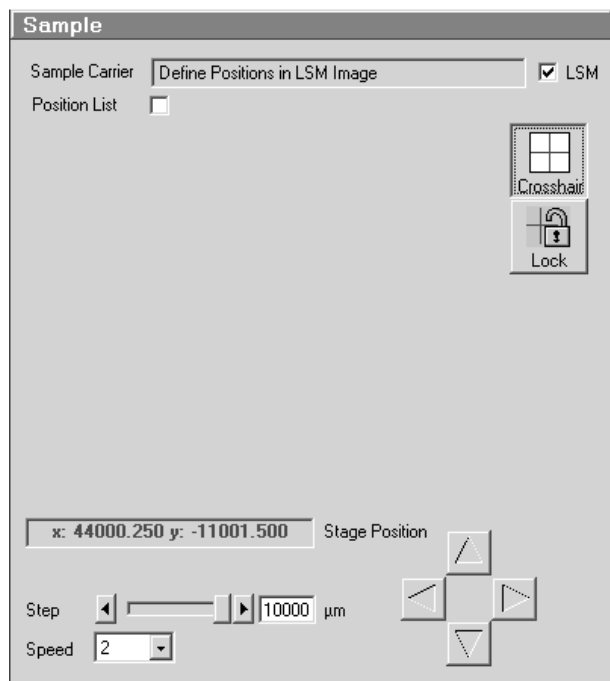 Sample
Sample Carrier Define Positions in LSM Image LSM
Position List
Crosshair
Lock
x: 44000.250 y: -11001.500 Stage Position
Step 10000 µm
Speed 2